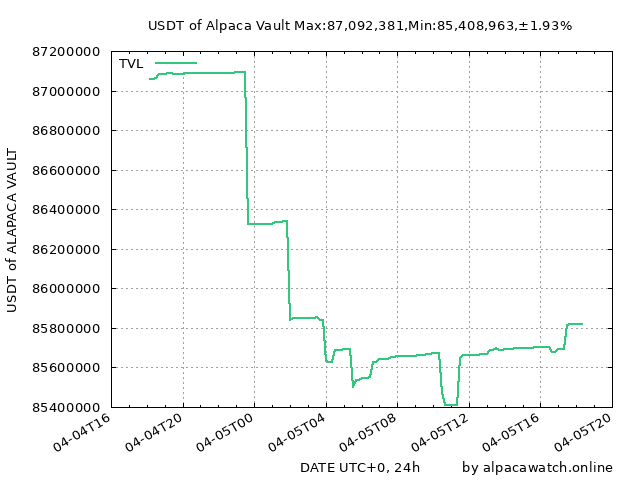 USDT of Alpaca Vault Max:87,092,381,Min:85,408,963,±1.93%
TVL
87200000
87000000
86800000
86600000
86400000
86200000
86000000
85800000
85600000
85400000
USDT of ALAPACA VAULT
04-04T16
04-04T20
04-05T00
04-05T04
04-05T08
04-05T12
04-05T16
04-05T20
DATE UTC+0, 24h
by alpacawatch.online